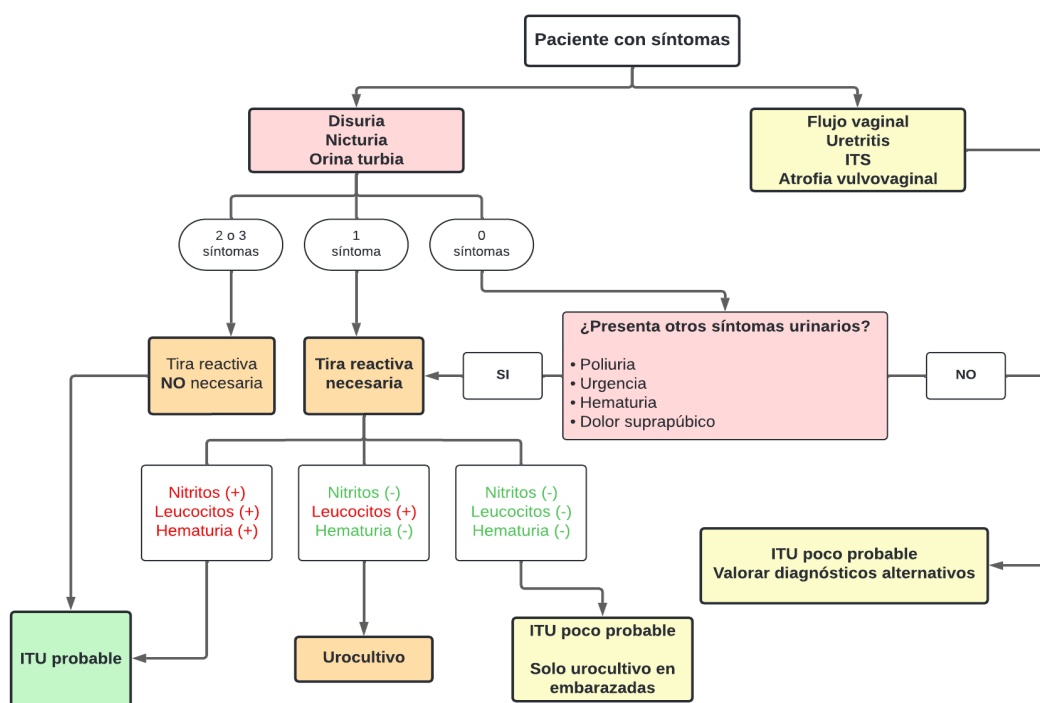 Paciente con síntomas
Disuria
Nicturia
Orina turbia
Flujo vaginal
Uretritis
ITS
Atrofia vulvovaginal
2 o 3
síntomas
1
síntoma
0
síntomas
Tira reactiva
NO necesaria
Tira reactiva
necesaria
SI
¿Presenta otros síntomas urinarios?
• Poliuria
• Urgencia
• Hematuria
• Dolor suprapúbico
NO
Nitritos (+)
Leucocitos (+)
Hematuria (+)
Nitritos (-)
Leucocitos (+)
Hematuria (-)
Nitritos (-)
Leucocitos (-)
Hematuria (-)
ITU poco probable
Valorar diagnósticos alternativos
ITU probable
Urocultivo
ITU poco probable
Solo urocultivo en
embarazadas